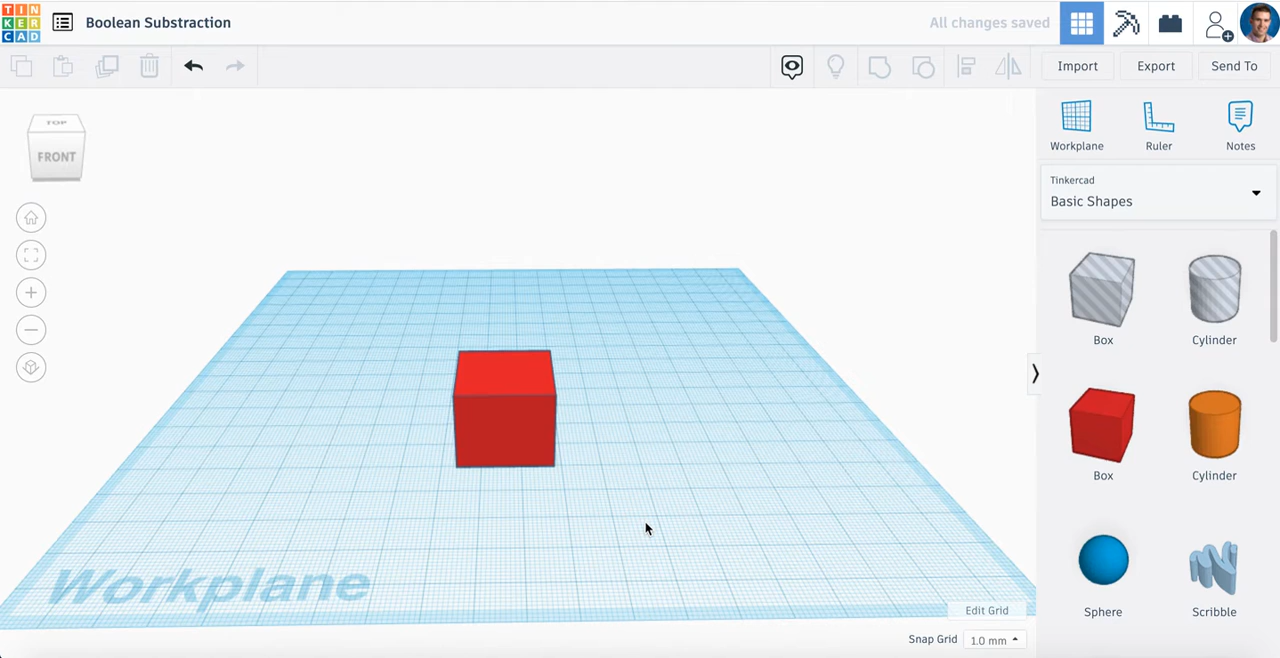 TIN
KER
CAD
Boolean Substraction
All changes saved
Import
Export
Send To
TOP
FRONT
Workplane
Ruler
Notes
Tinkercad
Basic Shapes
Box
Cylinder
Box
Cylinder
Sphere
Scribble
Workplane
Edit Grid
Snap Grid
1.0 mm